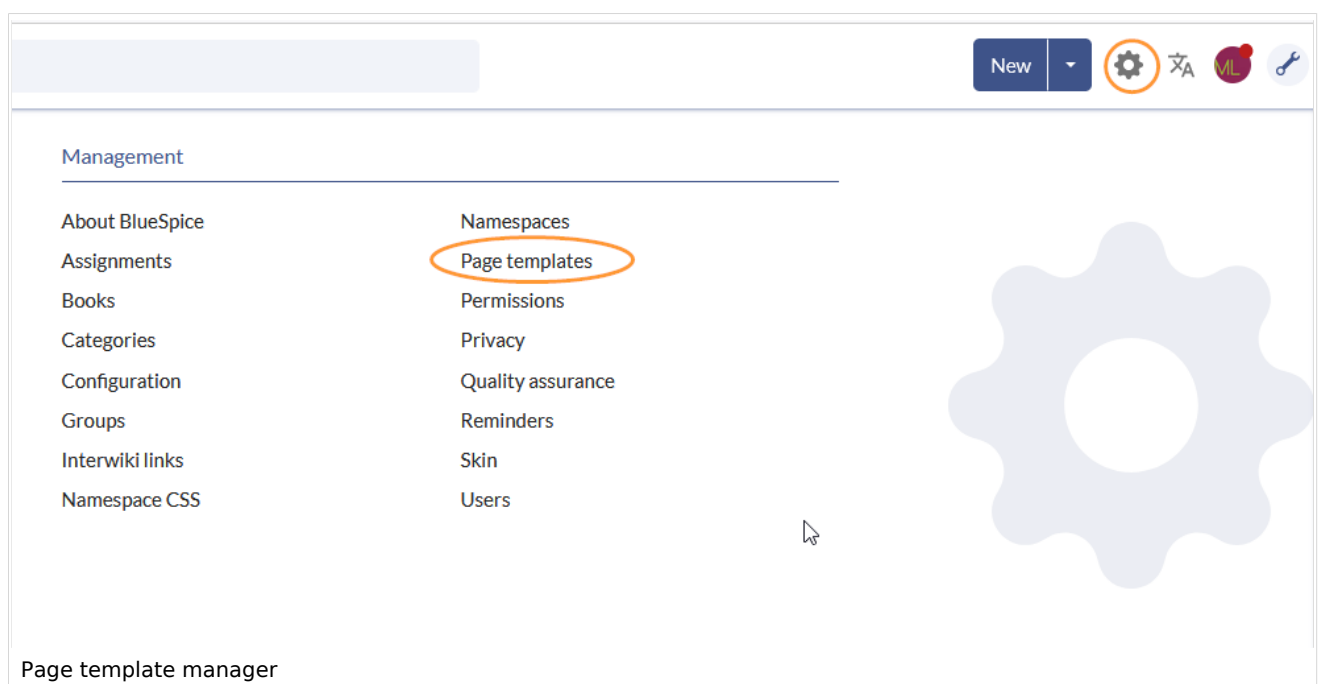 New
ML
Management
About BlueSpice
Assignments
Books
Categories
Configuration
Groups
Interwiki links
Namespace CSS
Namespaces
Page templates
Permissions
Privacy
Quality assurance
Reminders
Skin
Users
Page template manager